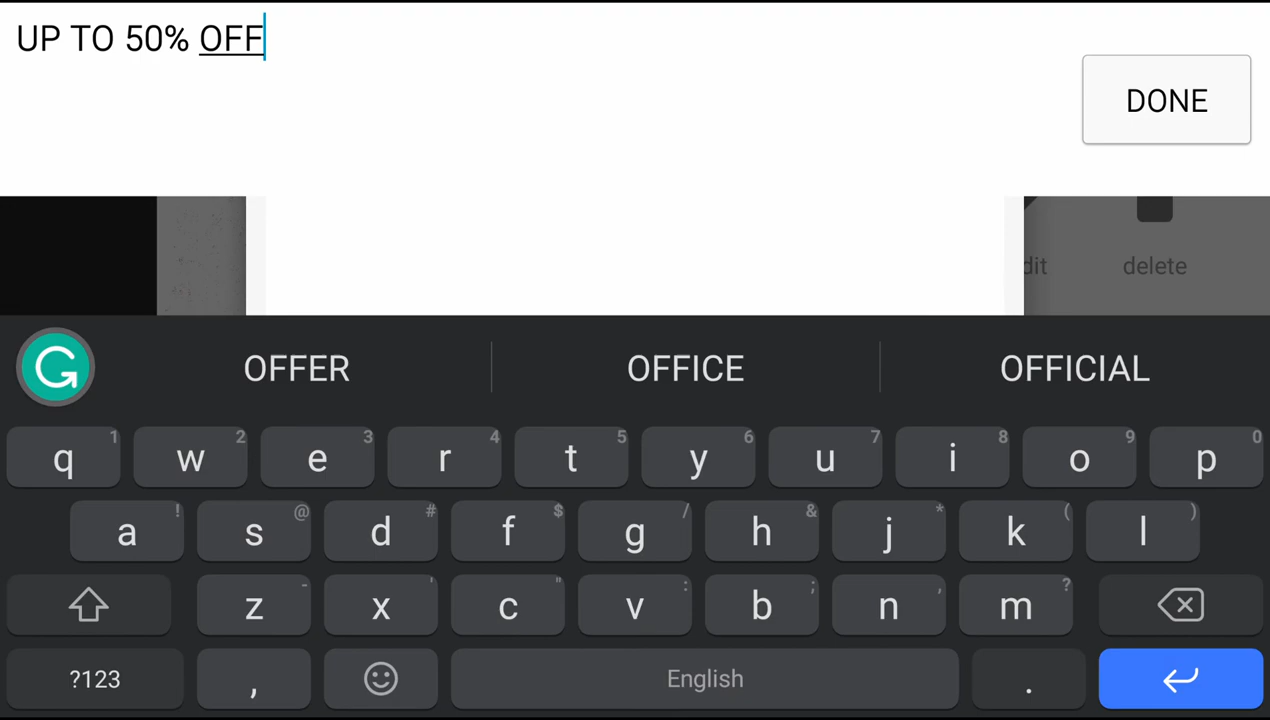 UP TO 50% OFF
DONE
dit
delete
OFFER OFFICE OFFICIAL
q 1 w 2 e 3 r 4 t 5 y 6 u 7 i 8 o 9 p 0
a ! s @ d # f $ g / h & j * k ( l )
z - x ' c " v : b ; n , m ?
?123 , English .